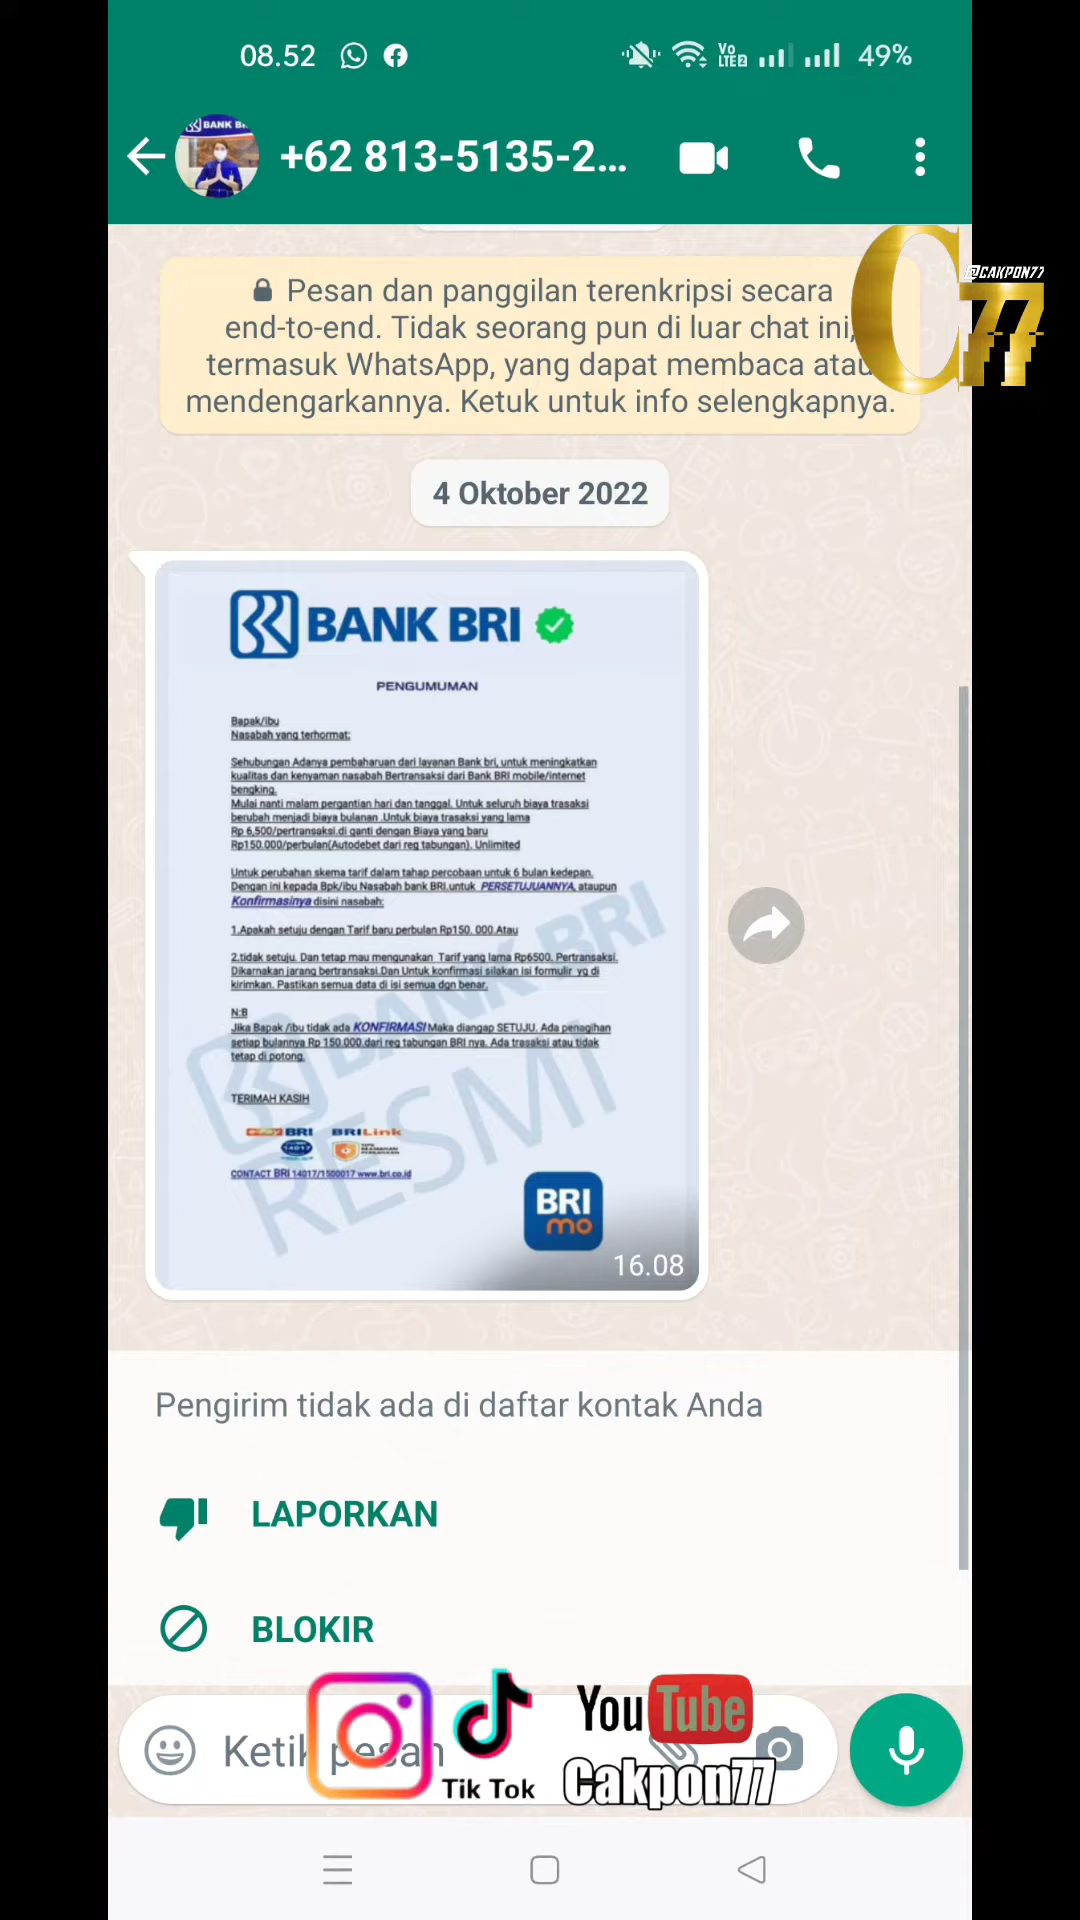 08.52
Vo
LTE2
49%
BANK B
+62 813-5135-2...
@CAKPON77
C77
Pesan dan panggilan terenkripsi secara
end-to-end. Tidak seorang pun di luar chat ini,
termasuk WhatsApp, yang dapat membaca atau
mendengarkannya. Ketuk untuk info selengkapnya.
4 Oktober 2022
BANK BRI
PENGUMUMAN
Bapak/ibu
Nasabah yang terhormat:
Sehubungan Adanya pembaharuan dari layanan Bank bri, untuk meningkatkan
kualitas dan kenyaman nasabah Bertransaksi dari Bank BRI mobile/internet
bengking.
Mulai nanti malam pergantian hari dan tanggal. Untuk seluruh biaya trasaksi
berubah menjadi biaya bulanan .Untuk biaya trasaksi yang lama
Rp 6,500/pertransaksi.di ganti dengan Biaya yang baru
Rp150.000/perbulan(Autodebet dari reg tabungan). Unlimited
Untuk perubahan skema tarif dalam tahap percobaan untuk 6 bulan kedepan.
Dengan ini kepada Bpk/ibu Nasabah bank BRI.untuk PERSETUJUANNYA, ataupun
Konfirmasinya disini nasabah:
1.Apakah setuju dengan Tarif baru perbulan Rp150. 000.Atau
2.tidak setuju. Dan tetap mau mengunakan Tarif yang lama Rp6500. Pertransaksi.
Dikarnakan jarang bertransaksi.Dan Untuk konfirmasi silakan isi formulir yg di
kirimkan. Pastikan semua data di isi semua dgn benar.
N:B
Jika Bapak /ibu tidak ada KONFIRMASI Maka diangap SETUJU. Ada penagihan
setiap bulannya Rp 150.000.dari reg tabungan BRI nya. Ada trasaksi atau tidak
tetap di potong.
TERIMAH KASIH
BANK BRI
RESMI
BRI
BRILink
14017
CONTACT BRI 14017/1500017 www.bri.co.id
BRI
mo
16.08
Pengirim tidak ada di daftar kontak Anda
LAPORKAN
BLOKIR
Ketik pesan
Tik Tok
YouTube
Cakpon77